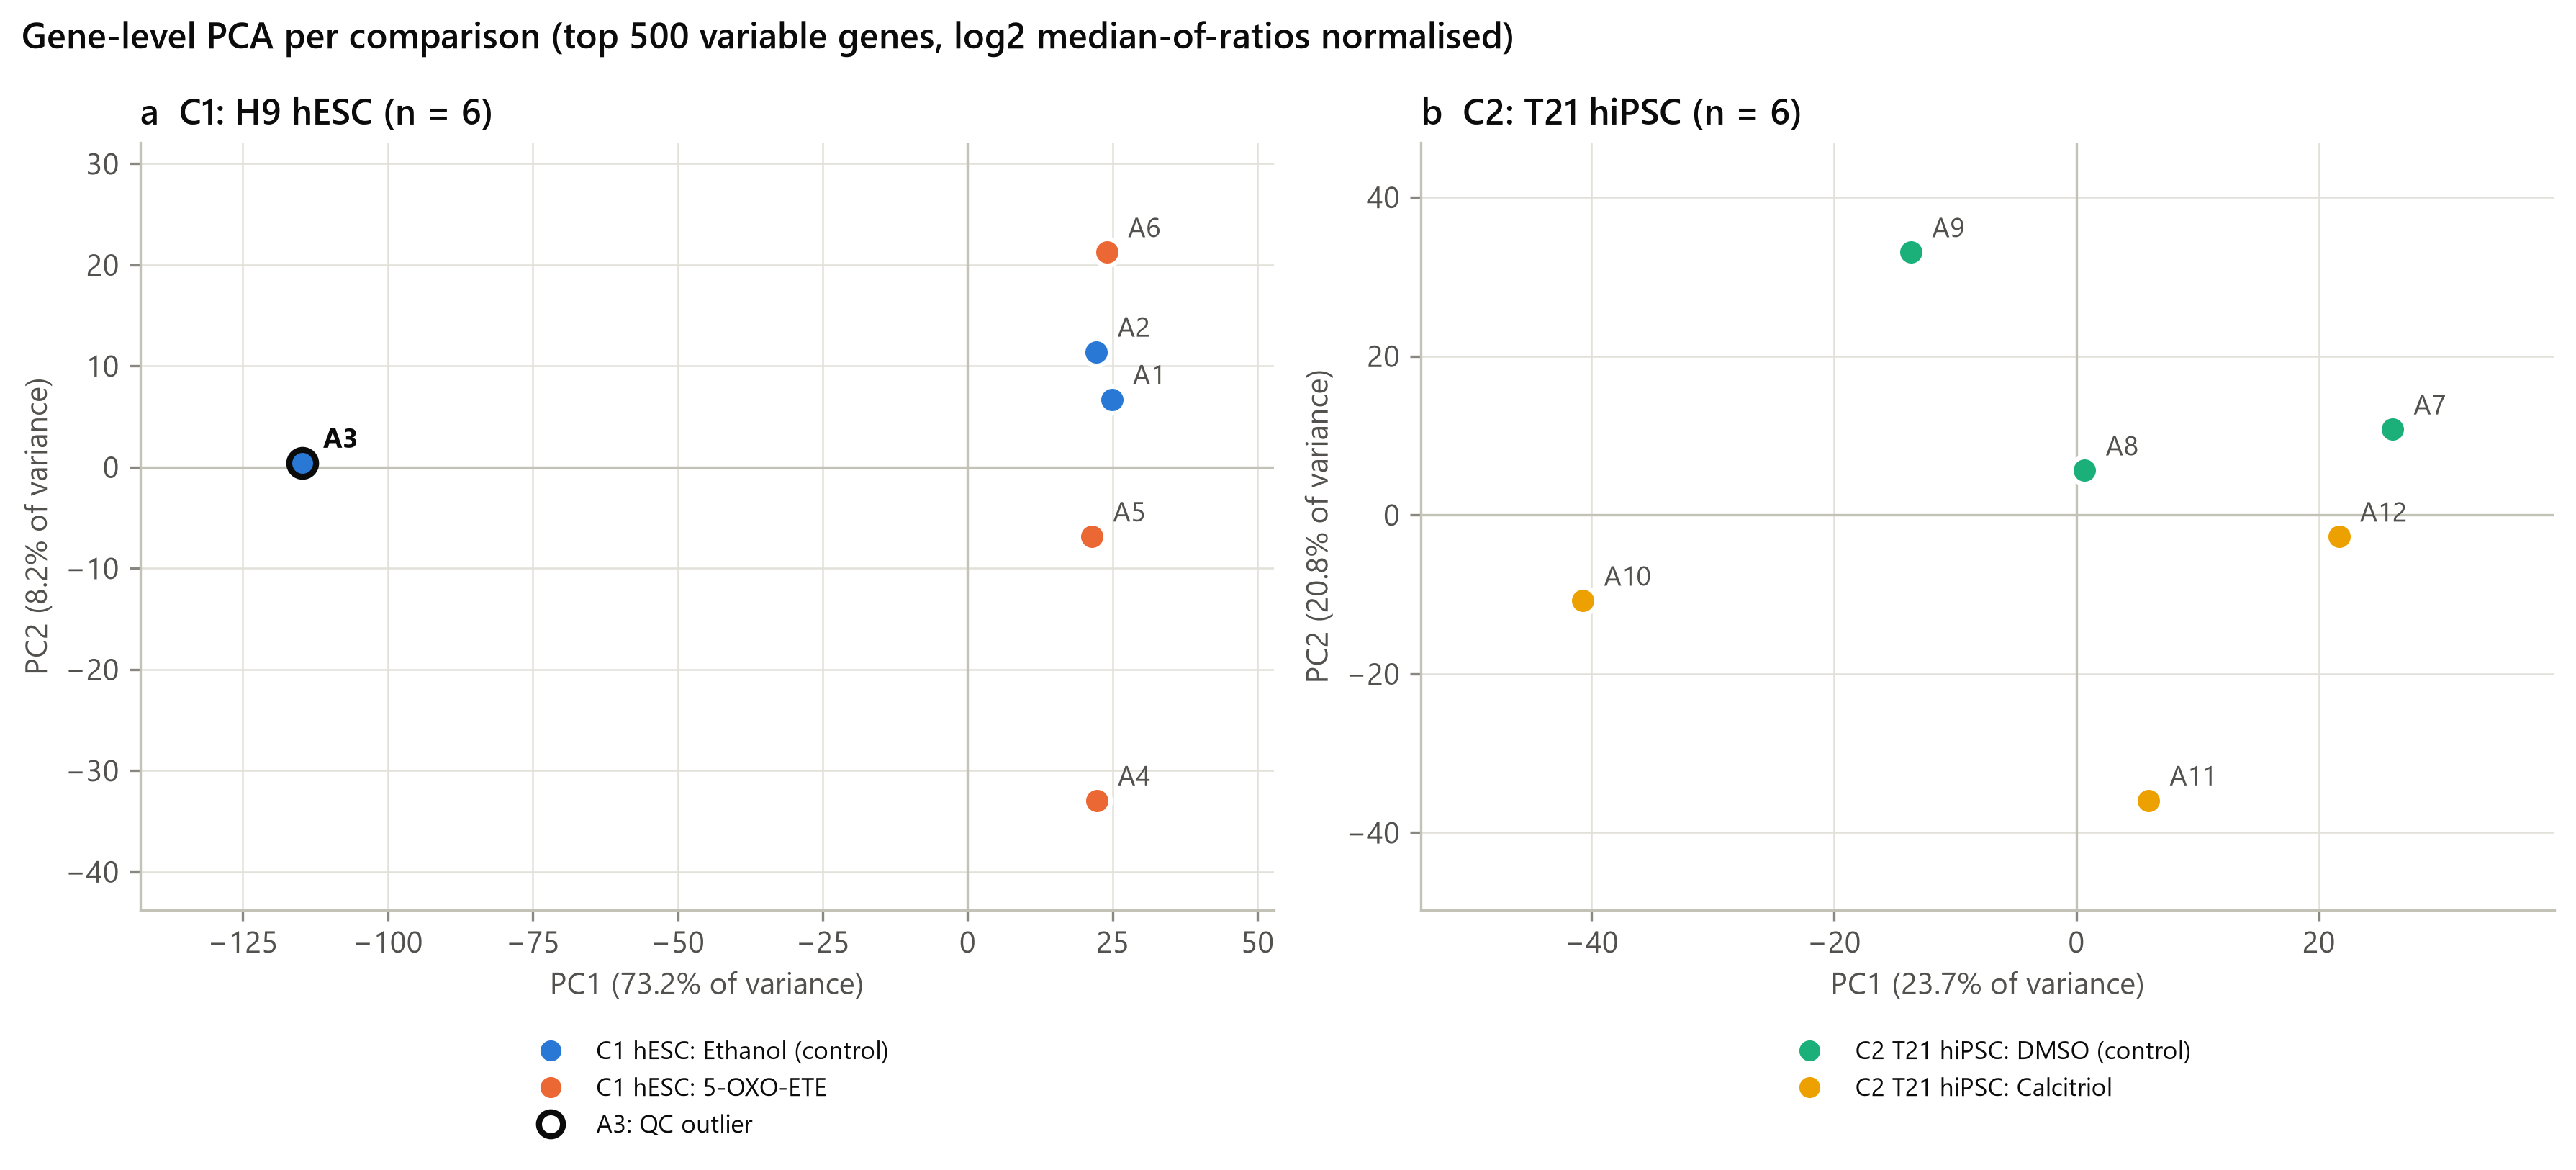 Gene-level PCA per comparison (top 500 variable genes, log2 median-of-ratios normalised)
a C1: H9 hESC (n = 6)
30
20
10
0
−10
−20
−30
−40
PC2 (8.2% of variance)
A6
A2
A1
A3
A5
A4
−125 −100 −75 −50 −25 0 25 50
PC1 (73.2% of variance)
C1 hESC: Ethanol (control)
C1 hESC: 5-OXO-ETE
A3: QC outlier
b C2: T21 hiPSC (n = 6)
40
20
0
−20
−40
PC2 (20.8% of variance)
A9
A7
A8
A12
A10
A11
−40 −20 0 20
PC1 (23.7% of variance)
C2 T21 hiPSC: DMSO (control)
C2 T21 hiPSC: Calcitriol